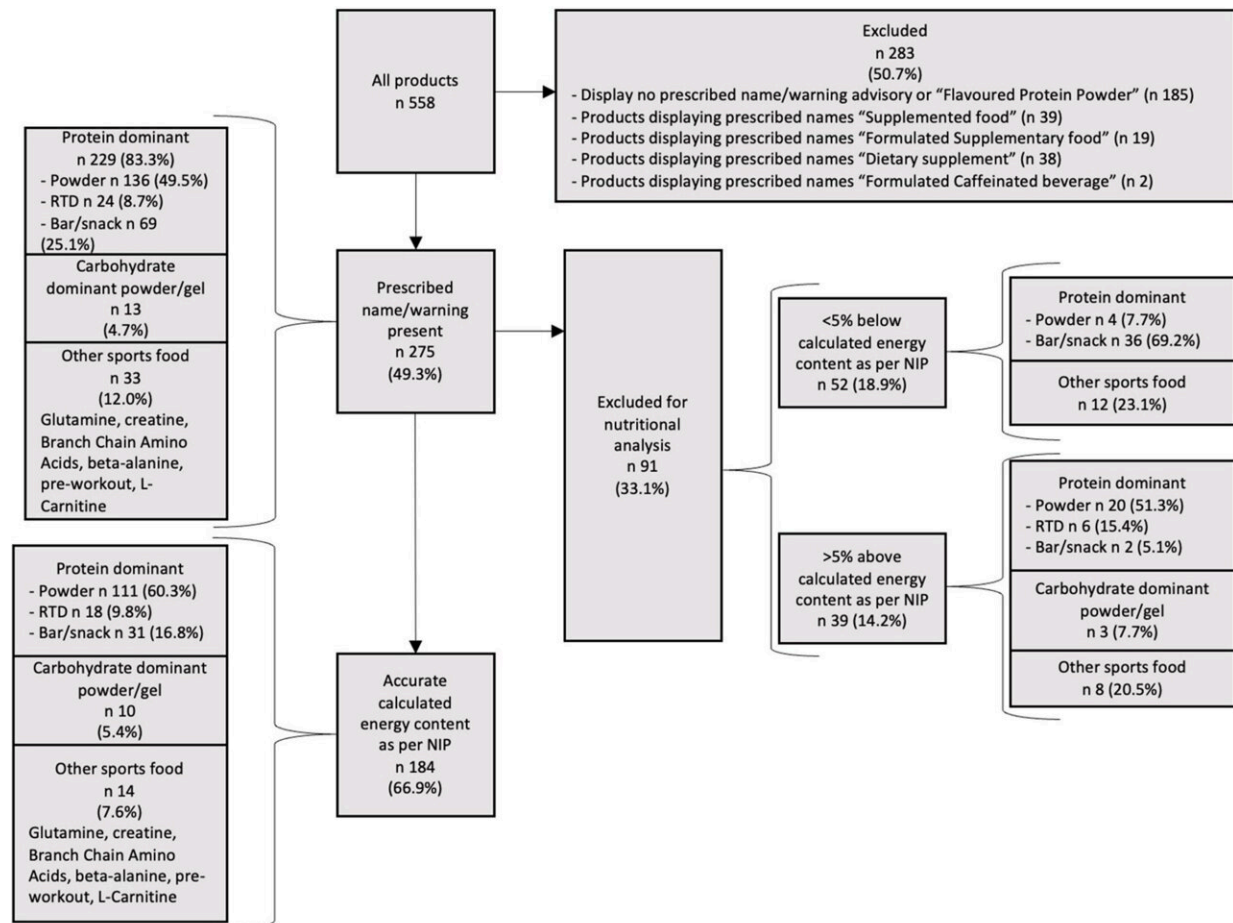 All products
n 558
Excluded
n 283
(50.7%)
- Display no prescribed name/warning advisory or “Flavoured Protein Powder” (n 185)
- Products displaying prescribed names “Supplemented food” (n 39)
- Products displaying prescribed names “Formulated Supplementary food” (n 19)
- Products displaying prescribed names “Dietary supplement” (n 38)
- Products displaying prescribed names “Formulated Caffeinated beverage” (n 2)
Protein dominant
n 229 (83.3%)
- Powder n 136 (49.5%)
- RTD n 24 (8.7%)
- Bar/snack n 69
(25.1%)
Carbohydrate
dominant powder/gel
n 13
(4.7%)
Other sports food
n 33
(12.0%)
Glutamine, creatine,
Branch Chain Amino
Acids, beta-alanine,
pre-workout, L-
Carnitine
Prescribed
name/warning
present
n 275
(49.3%)
Excluded for
nutritional
analysis
n 91
(33.1%)
<5% below
calculated energy
content as per NIP
n 52 (18.9%)
Protein dominant
- Powder n 4 (7.7%)
- Bar/snack n 36 (69.2%)
Other sports food
n 12 (23.1%)
>5% above
calculated energy
content as per NIP
n 39 (14.2%)
Protein dominant
- Powder n 20 (51.3%)
- RTD n 6 (15.4%)
- Bar/snack n 2 (5.1%)
Carbohydrate dominant
powder/gel
n 3 (7.7%)
Other sports food
n 8 (20.5%)
Protein dominant
- Powder n 111 (60.3%)
- RTD n 18 (9.8%)
- Bar/snack n 31 (16.8%)
Carbohydrate dominant
powder/gel
n 10
(5.4%)
Other sports food
n 14
(7.6%)
Glutamine, creatine,
Branch Chain Amino
Acids, beta-alanine, pre-
workout, L-Carnitine
Accurate
calculated
energy content
as per NIP
n 184
(66.9%)